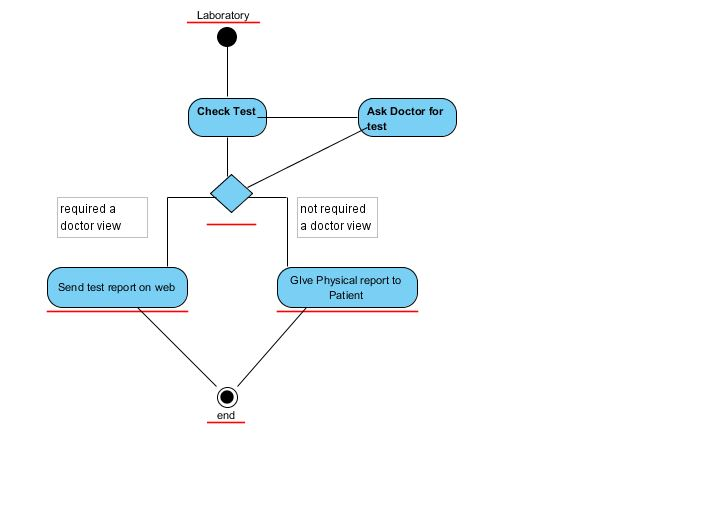 Laboratory
Check Test
Ask Doctor for
test
required a
doctor view
not required
a doctor view
Send test report on web
GIve Physical report to
Patient
end